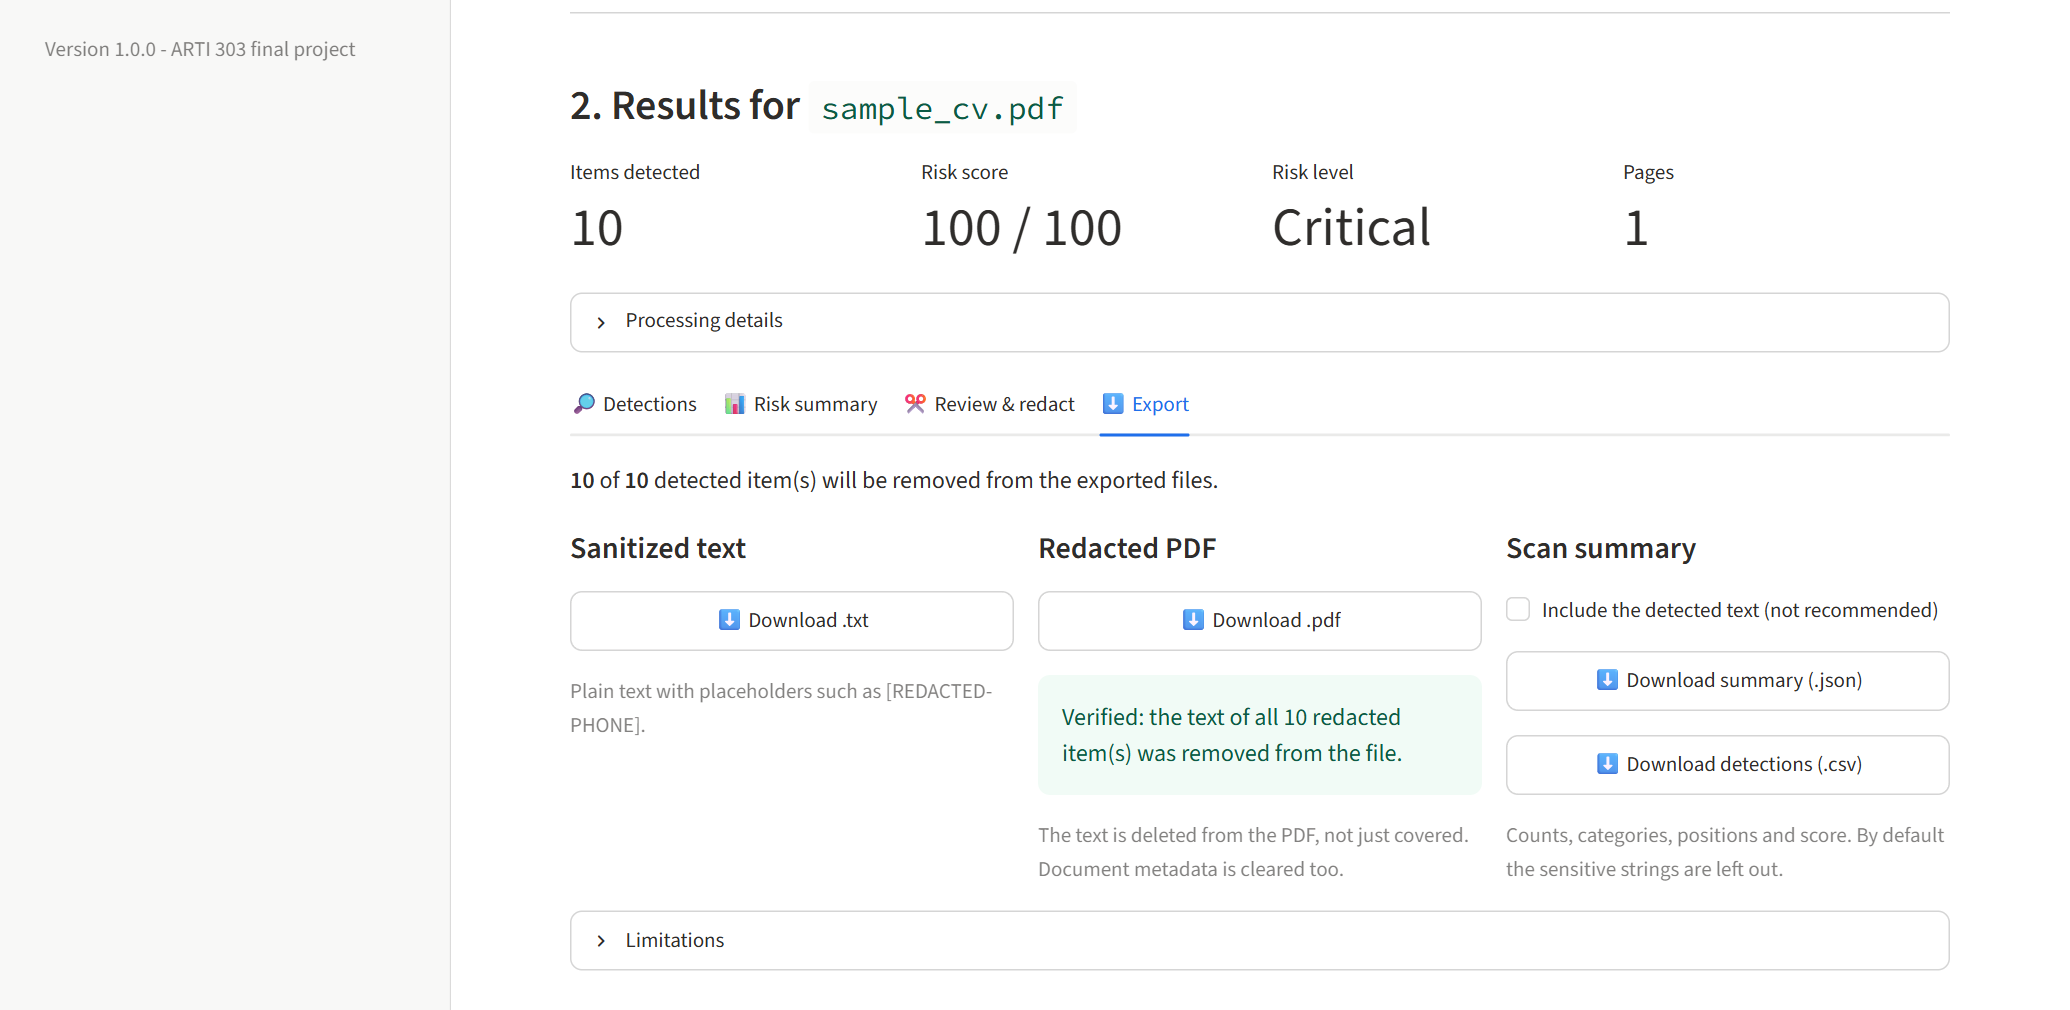 Version 1.0.0 - ARTI 303 final project
2. Results for sample_cv.pdf
Items detected
10
Risk score
100 / 100
Risk level
Critical
Pages
1
Processing details
Detections
Risk summary
Review & redact
Export
10 of 10 detected item(s) will be removed from the exported files.
Sanitized text
Download .txt
Plain text with placeholders such as [REDACTED-
PHONE].
Redacted PDF
Download .pdf
Verified: the text of all 10 redacted
item(s) was removed from the file.
The text is deleted from the PDF, not just covered.
Document metadata is cleared too.
Scan summary
Include the detected text (not recommended)
Download summary (.json)
Download detections (.csv)
Counts, categories, positions and score. By default
the sensitive strings are left out.
Limitations